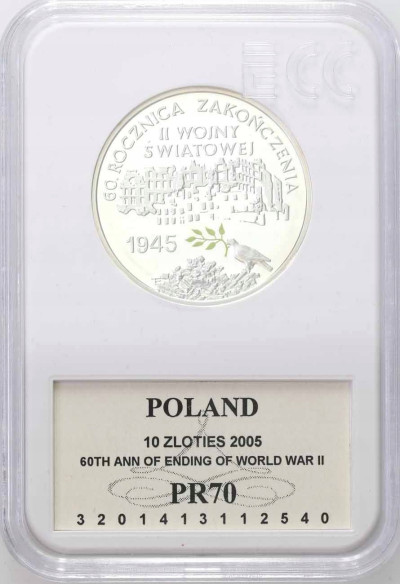 ECC
60 ROCZNICA ZAKOŃCZENIA
II WOJNY
ŚWIATOWEJ
1945
POLAND
10 ZLOTIES 2005
60TH ANN OF ENDING OF WORLD WAR II
PR70
3 2 0 1 4 1 3 1 1 2 5 4 0